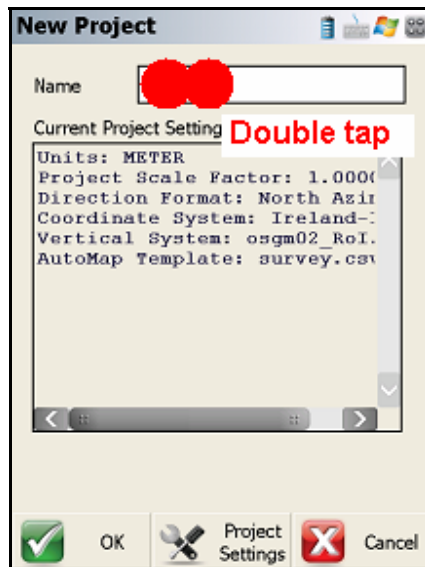 New Project
Name
Current Project Setting
Double tap
Units: METER
Project Scale Factor: 1.000
Direction Format: North Azi
Coordinate System: Ireland-
Vertical System: osgm02_RoI.
AutoMap Template: survey.cs
OK
Project
Settings
Cancel